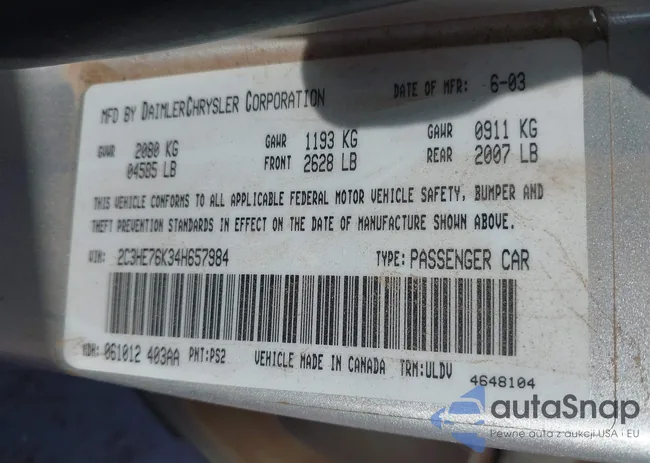 MFD BY DAIMLERCHRYSLER CORPORATION DATE OF MFR: 6-03
GVWR 2080 KG GAWR 1193 KG GAWR 0911 KG
04585 LB FRONT 2628 LB REAR 2007 LB
THIS VEHICLE CONFORMS TO ALL APPLICABLE FEDERAL MOTOR VEHICLE SAFETY, BUMPER AND
THEFT PREVENTION STANDARDS IN EFFECT ON THE DATE OF MANUFACTURE SHOWN ABOVE.
VIN: 2C3HE76K34H657984 TYPE: PASSENGER CAR
MDH: 061012 403AA PNT: PS2 VEHICLE MADE IN CANADA TRM: ULDV 4648104
autaSnap
Pewne auta z aukcji USA i EU